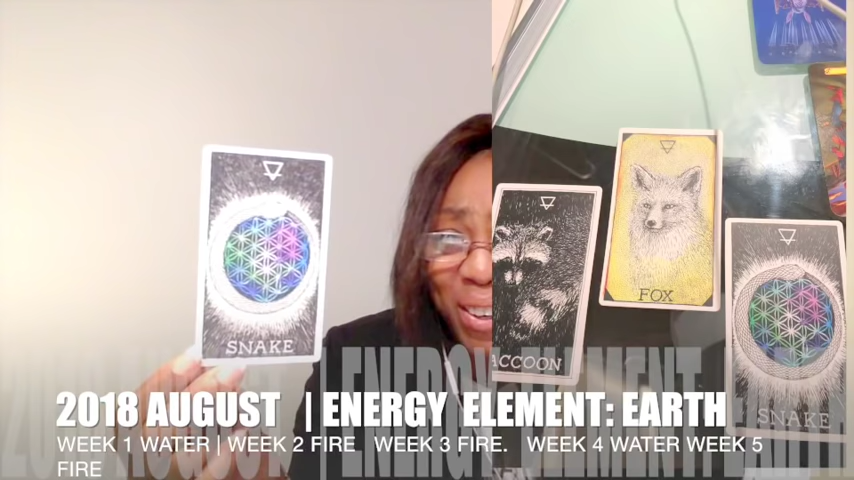 SNAKE
ACCOON
FOX
SNAKE
2018 AUGUST | ENERGY ELEMENT: EARTH
WEEK 1 WATER | WEEK 2 FIRE WEEK 3 FIRE. WEEK 4 WATER WEEK 5
FIRE